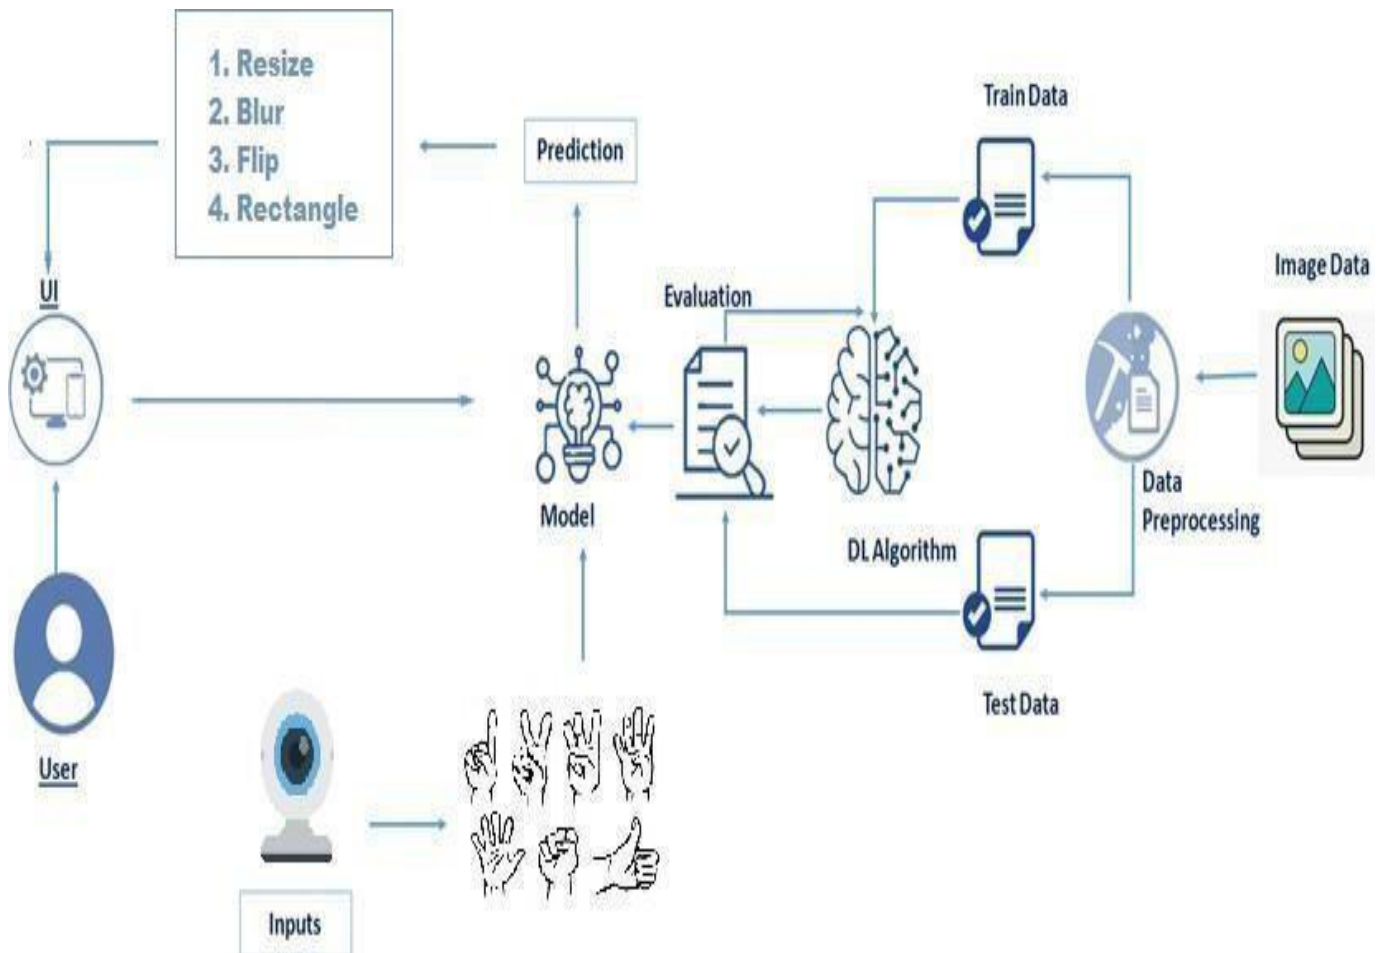 1. Resize
2. Blur
3. Flip
4. Rectangle
Prediction
Train Data
Image Data
UI
Evaluation
Data
Preprocessing
Model
DL Algorithm
Test Data
User
Inputs